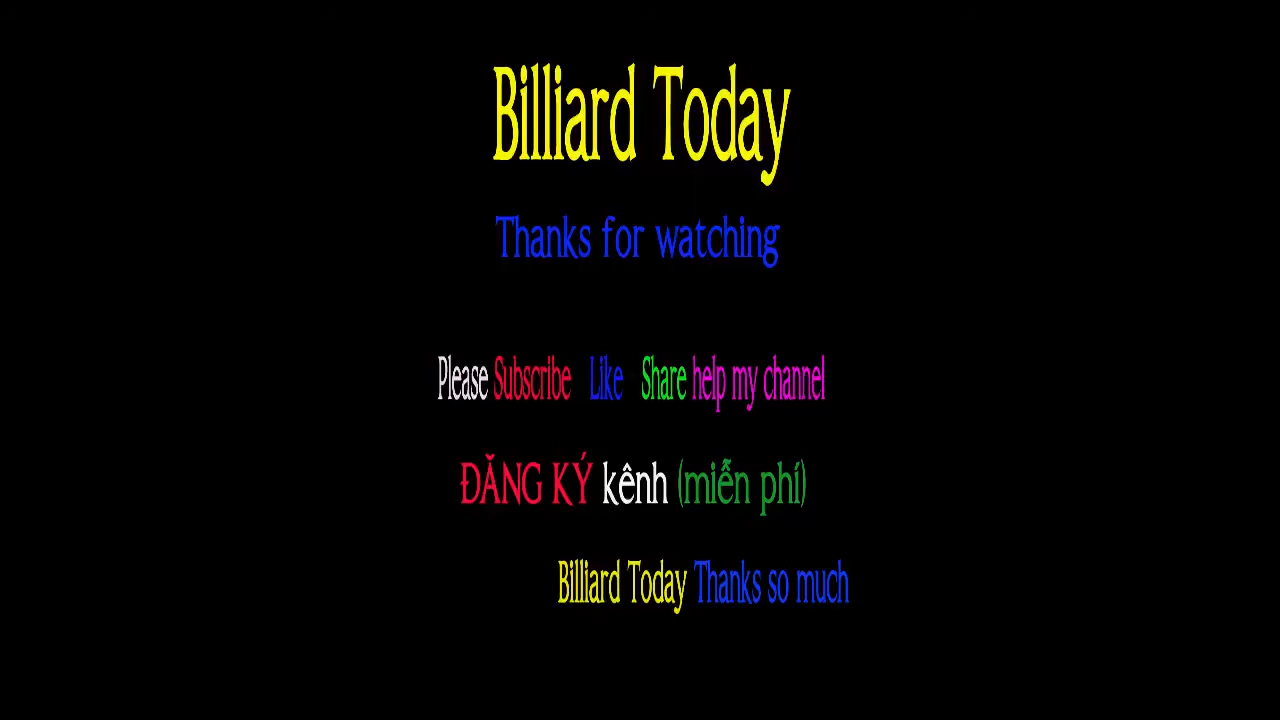 Billiard Today
Thanks for watching
Please Subscribe Like Share help my channel
ĐĂNG KÝ kênh (miễn phí)
Billiard Today Thanks so much